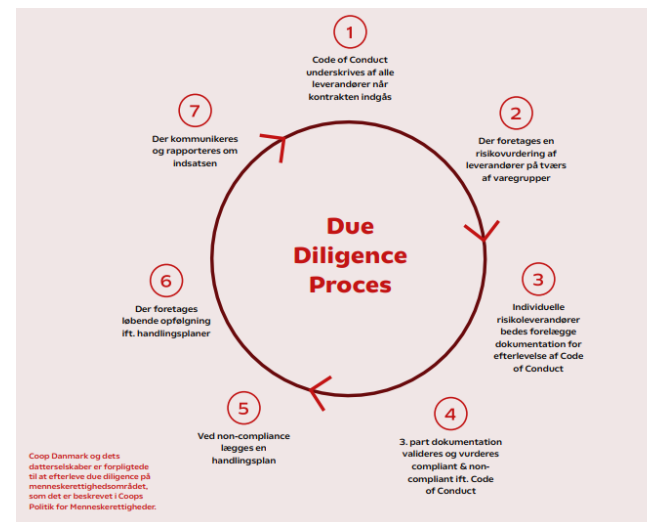 1
Code of Conduct
underskrives af alle
leverandører når
kontrakten indgås
2
Der foretages en
risikovurdering af
leverandører på tværs
af varegrupper
3
Individuelle
risikoleverandører
bedes forelægge
dokumentation for
efterlevelse af Code
of Conduct
4
3. part dokumentation
valideres og vurderes
compliant & non-
compliant ift. Code
of Conduct
5
Ved non-compliance
lægges en
handlingsplan
6
Der foretages
løbende opfølgning
ift. handlingsplaner
7
Der kommunikeres
og rapporteres om
indsatsen
Due
Diligence
Proces
Coop Danmark og dets
datterselskaber er forpligtede
til at efterleve due diligence på
menneskerettighedsområdet,
som det er beskrevet i Coops
Politik for Menneskerettigheder.